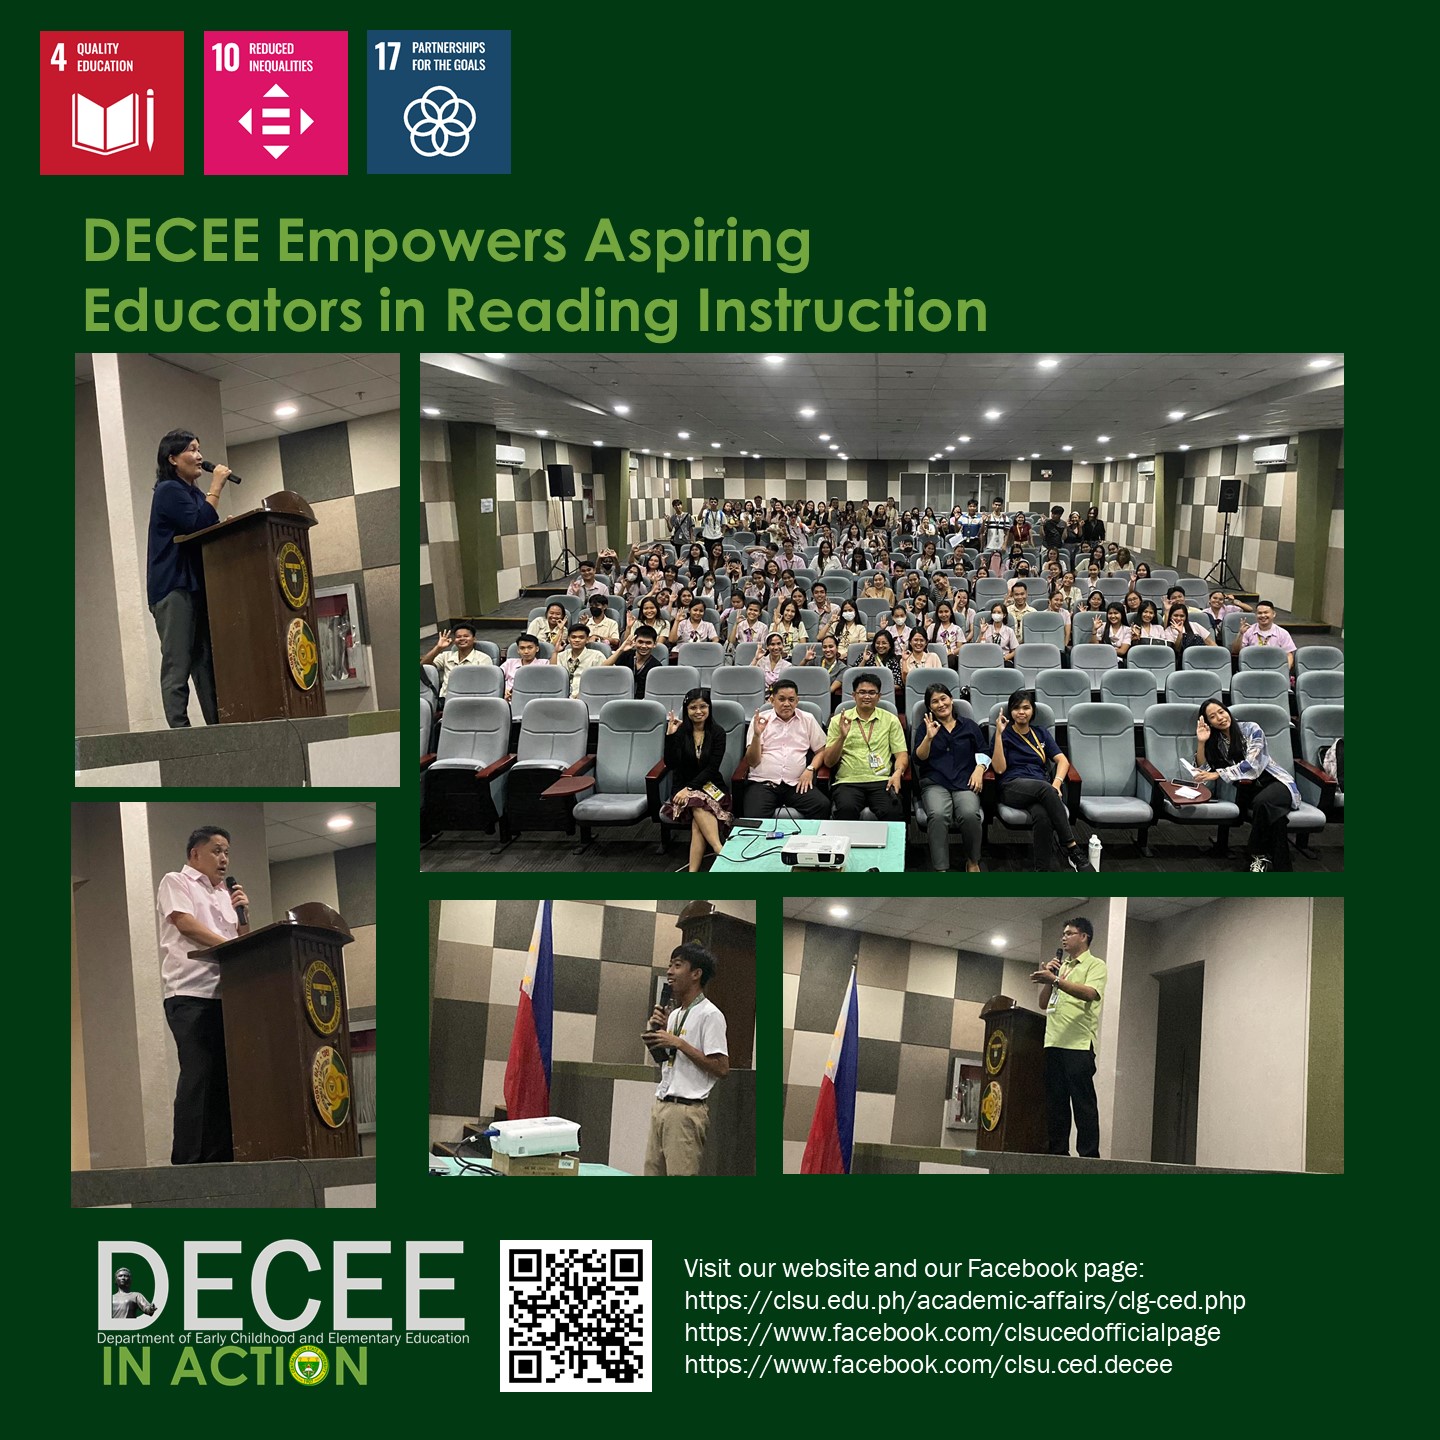 4 QUALITY
EDUCATION
10 REDUCED
INEQUALITIES
17 PARTNERSHIPS
FOR THE GOALS
DECEE Empowers Aspiring
Educators in Reading Instruction
DECEE
Department of Early Childhood and Elementary Education
IN ACTION
Visit our website and our Facebook page:
https://clsu.edu.ph/academic-affairs/clg-ced.php
https://www.facebook.com/clsucedofficialpage
https://www.facebook.com/clsu.ced.decee